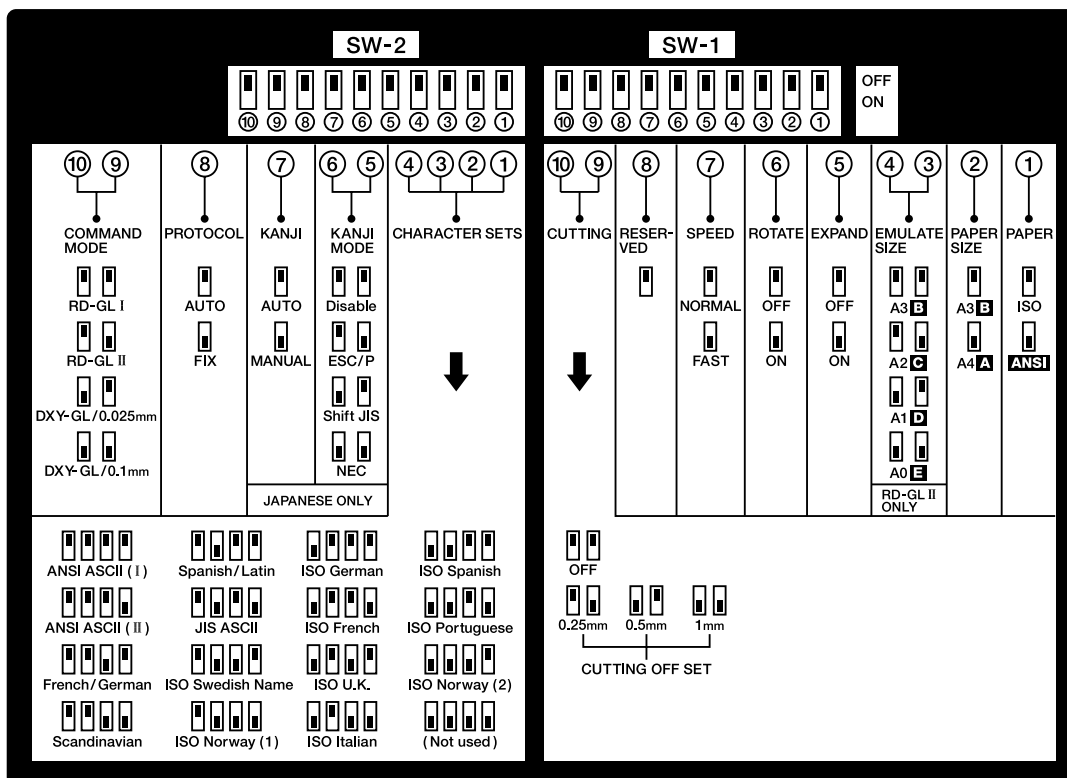 SW-2
SW-1
OFF
ON
⑩ ⑨ ⑧ ⑦ ⑥ ⑤ ④ ③ ② ①
⑩ ⑨ ⑧ ⑦ ⑥ ⑤ ④ ③ ② ①
⑩ ⑨ ⑧ ⑦ ⑥ ⑤ ④ ③ ② ①
COMMAND
MODE
PROTOCOL
KANJI
KANJI
MODE
CHARACTER SETS
RD-GL I
AUTO
AUTO
Disable
RD-GL II
FIX
MANUAL
ESC/P
DXY-GL/0.025mm
Shift JIS
DXY-GL/0.1mm
NEC
JAPANESE ONLY
ANSI ASCII (I)
Spanish/Latin
ISO German
ISO Spanish
ANSI ASCII (II)
JIS ASCII
ISO French
ISO Portuguese
French/German
ISO Swedish Name
ISO U.K.
ISO Norway (2)
Scandinavian
ISO Norway (1)
ISO Italian
(Not used)
⑩ ⑨ ⑧ ⑦ ⑥ ⑤ ④ ③ ② ①
CUTTING
RESER-
VED
SPEED
ROTATE
EXPAND
EMULATE
SIZE
PAPER
SIZE
PAPER
NORMAL
OFF
OFF
A3 B
A3 B
ISO
FAST
ON
ON
A2 C
A4 A
ANSI
A1 D
A0 E
RD-GL II
ONLY
OFF
0.25mm
0.5mm
1mm
CUTTING OFF SET